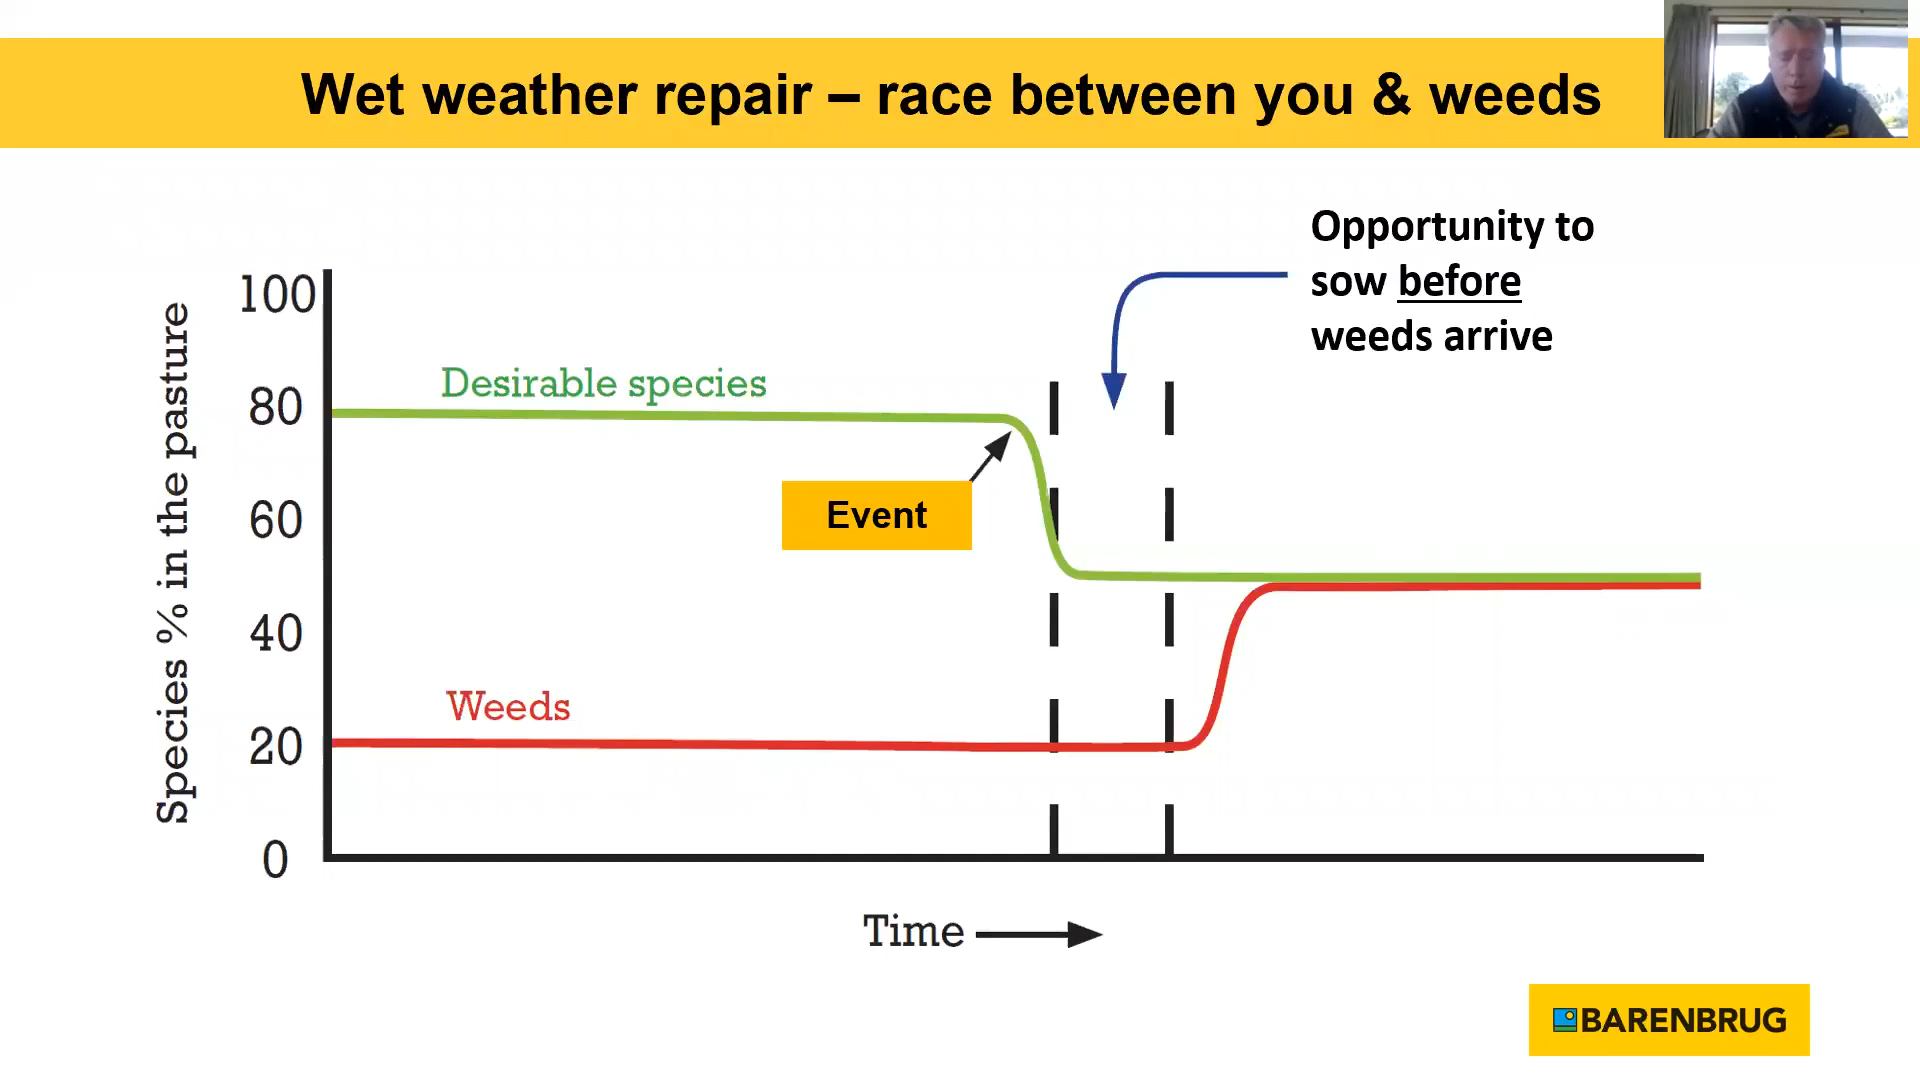 Wet weather repair – race between you & weeds
Opportunity to
sow before
weeds arrive
Species % in the pasture
100
80
60
40
20
0
Desirable species
Event
Weeds
Time
BARENBRUG